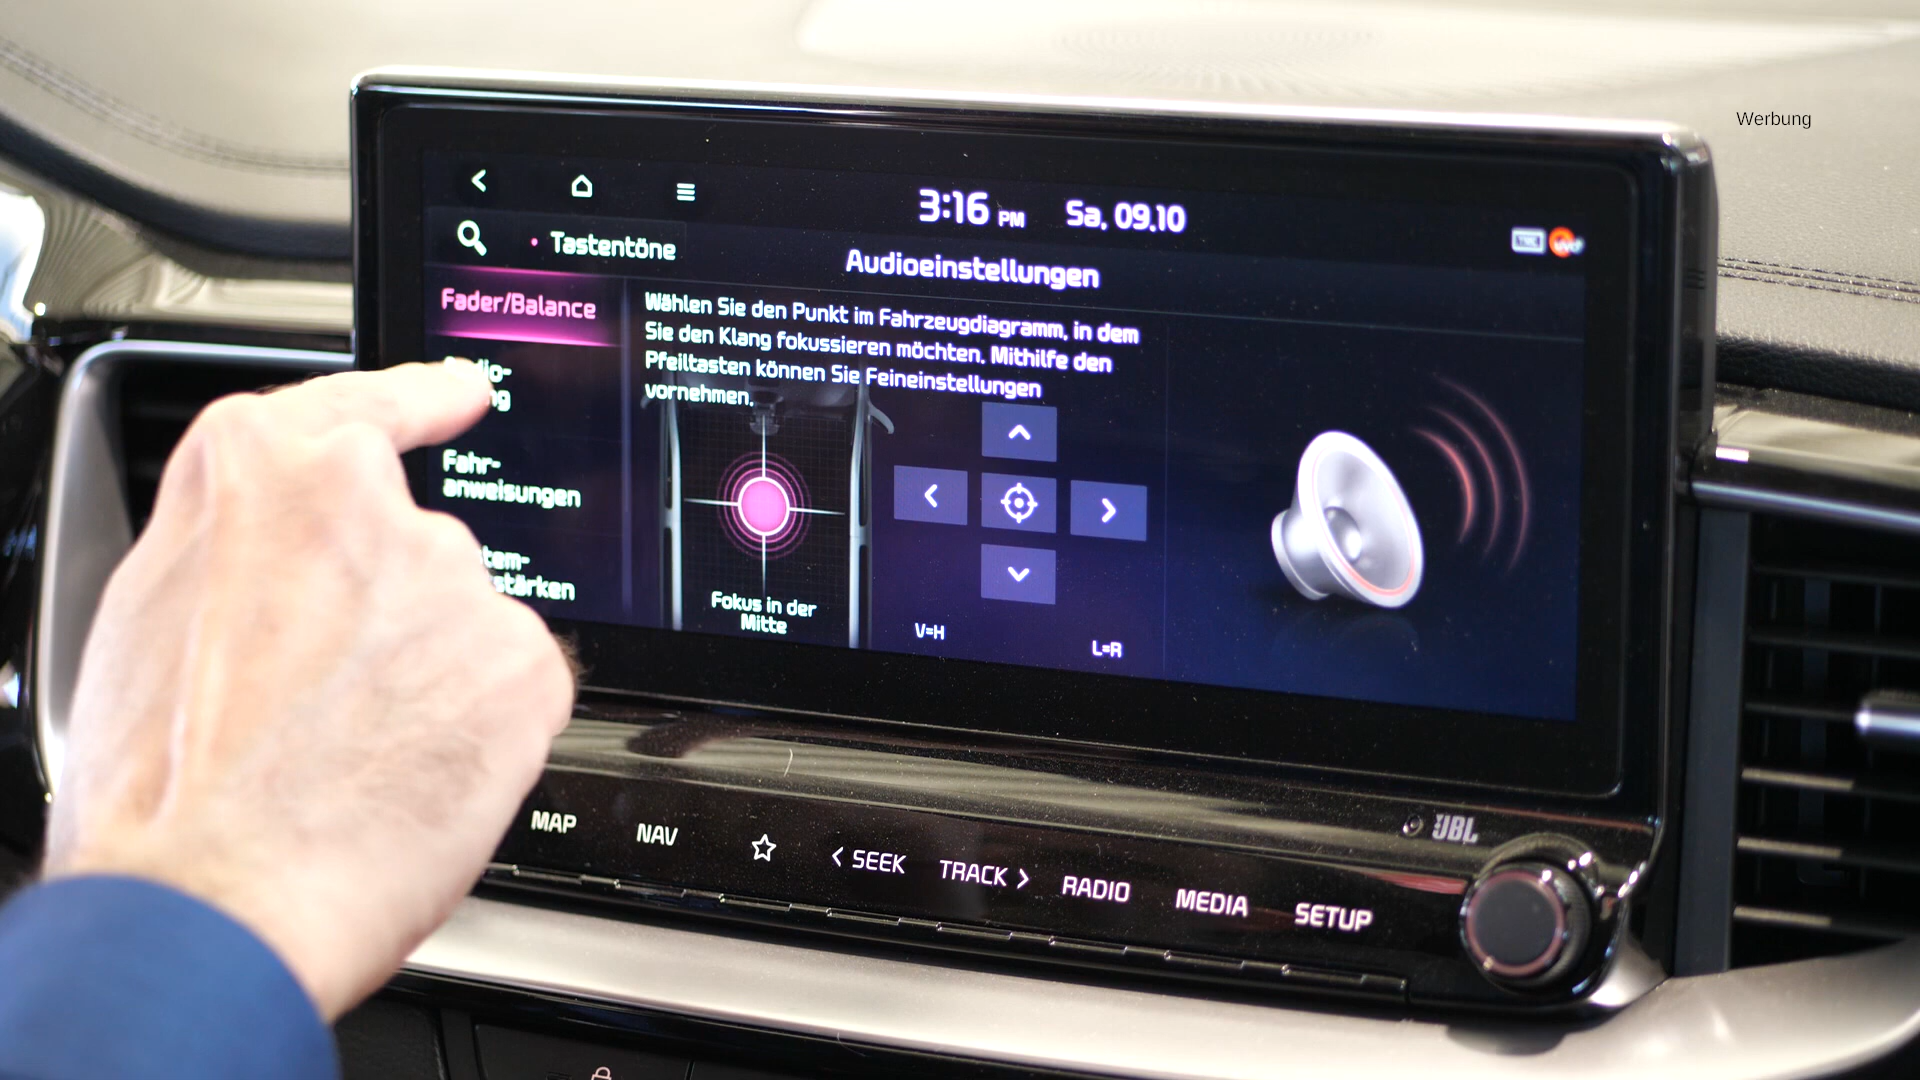 Werbung
3:16 PM Sa, 09.10
Tastentöne
Audioeinstellungen
Fader/Balance
Wählen Sie den Punkt im Fahrzeugdiagramm, in dem
Sie den Klang fokussieren möchten. Mithilfe den
Pfeiltasten können Sie Feineinstellungen
vornehmen.
Fahr-
anweisungen
Fokus in der
Mitte
V=H
L=R
JBL
MAP NAV SEEK TRACK RADIO MEDIA SETUP